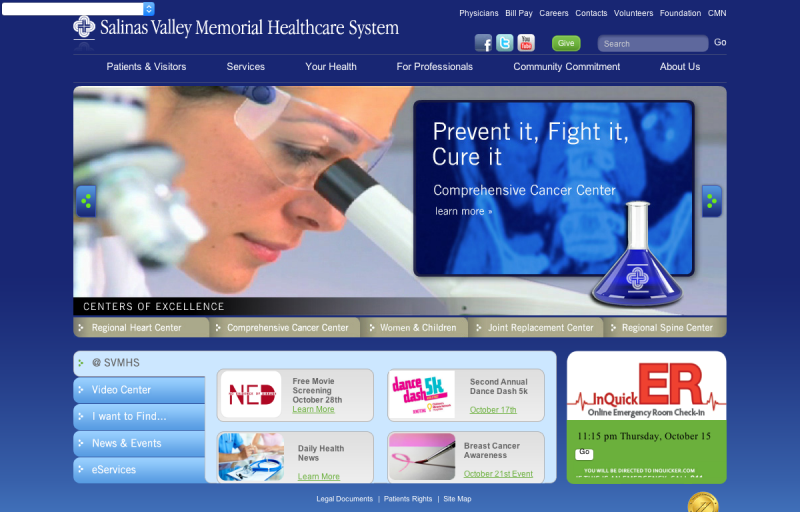 Physicians Bill Pay Careers Contacts Volunteers Foundation CMN
Salinas Valley Memorial Healthcare System
f t You Tube Give Search Go
Patients & Visitors Services Your Health For Professionals Community Commitment About Us
Prevent it, Fight it,
Cure it
Comprehensive Cancer Center
learn more »
CENTERS OF EXCELLENCE
Regional Heart Center Comprehensive Cancer Center Women & Children Joint Replacement Center Regional Spine Center
@ SVMHS
Video Center
I want to Find...
News & Events
eServices
NED
Free Movie
Screening
October 28th
Learn More
dance
dash 5k
Second Annual
Dance Dash 5k
October 17th
Daily Health
News
Learn More
Breast Cancer
Awareness
October 21st Event
InQuickER
Online Emergency Room Check-In
11:15 pm Thursday, October 15
Go
YOU WILL BE DIRECTED TO INQUICKER.COM
Legal Documents | Patients Rights | Site Map